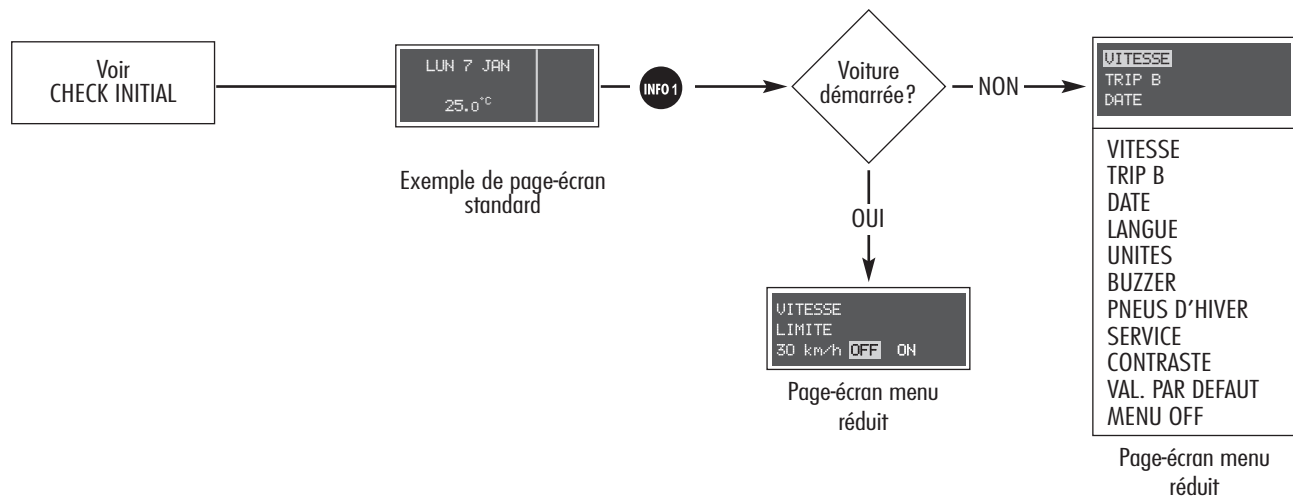 Voir
CHECK INITIAL
LUN 7 JAN
25.0°C
Exemple de page-écran
standard
INFO 1
Voiture
démarrée?
NON
OUI
VITESSE
LIMITE
30 km/h OFF ON
Page-écran menu
réduit
VITESSE
TRIP B
DATE
VITESSE
TRIP B
DATE
LANGUE
UNITES
BUZZER
PNEUS D'HIVER
SERVICE
CONTRASTE
VAL. PAR DEFAUT
MENU OFF
Page-écran menu
réduit